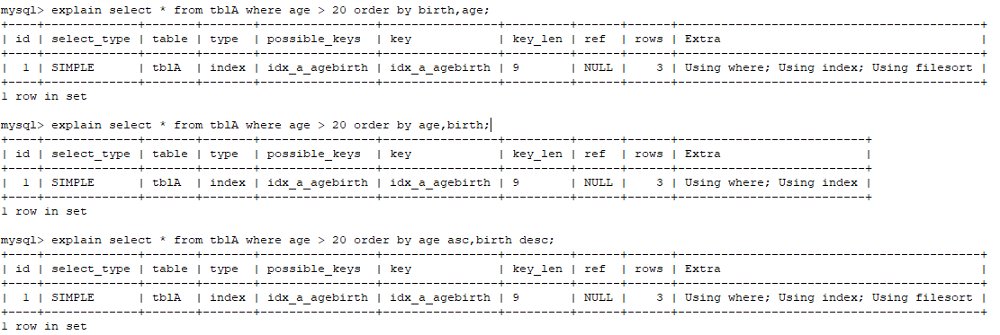 mysql> explain select * from tblA where age > 20 order by birth,age;
+----+-------------+-------+-------+----------------+----------------+---------+------+------+------------------------------------------+
| id | select_type | table | type  | possible_keys  | key            | key_len | ref  | rows | Extra                                    |
+----+-------------+-------+-------+----------------+----------------+---------+------+------+------------------------------------------+
| 1 | SIMPLE      | tblA  | index | idx_a_agebirth | idx_a_agebirth | 9       | NULL |    3 | Using where; Using index; Using filesort |
+----+-------------+-------+-------+----------------+----------------+---------+------+------+------------------------------------------+
1 row in set
mysql> explain select * from tblA where age > 20 order by age,birth;
+----+-------------+-------+-------+----------------+----------------+---------+------+------+--------------------------+
| id | select_type | table | type  | possible_keys  | key            | key_len | ref  | rows | Extra                    |
+----+-------------+-------+-------+----------------+----------------+---------+------+------+--------------------------+
| 1 | SIMPLE      | tblA  | index | idx_a_agebirth | idx_a_agebirth | 9       | NULL |    3 | Using where; Using index |
+----+-------------+-------+-------+----------------+----------------+---------+------+------+--------------------------+
1 row in set
mysql> explain select * from tblA where age > 20 order by age asc,birth desc;
+----+-------------+-------+-------+----------------+----------------+---------+------+------+------------------------------------------+
| id | select_type | table | type  | possible_keys  | key            | key_len | ref  | rows | Extra                                    |
+----+-------------+-------+-------+----------------+----------------+---------+------+------+------------------------------------------+
| 1 | SIMPLE      | tblA  | index | idx_a_agebirth | idx_a_agebirth | 9       | NULL |    3 | Using where; Using index; Using filesort |
+----+-------------+-------+-------+----------------+----------------+---------+------+------+------------------------------------------+
1 row in set